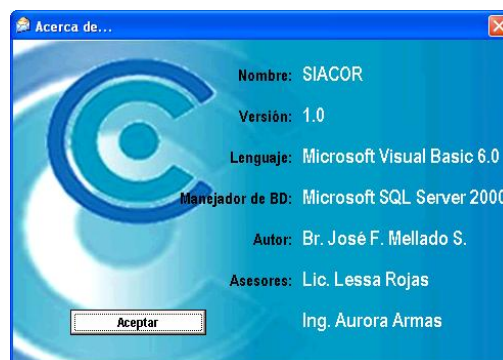 Acerca de...
Nombre: SIACOR
Versión: 1.0
Lenguaje: Microsoft Visual Basic 6.0
Manejador de BD: Microsoft SQL Server 2000
Autor: Br. José F. Mellado S.
Asesores: Lic. Lessa Rojas
Ing. Aurora Armas
Aceptar